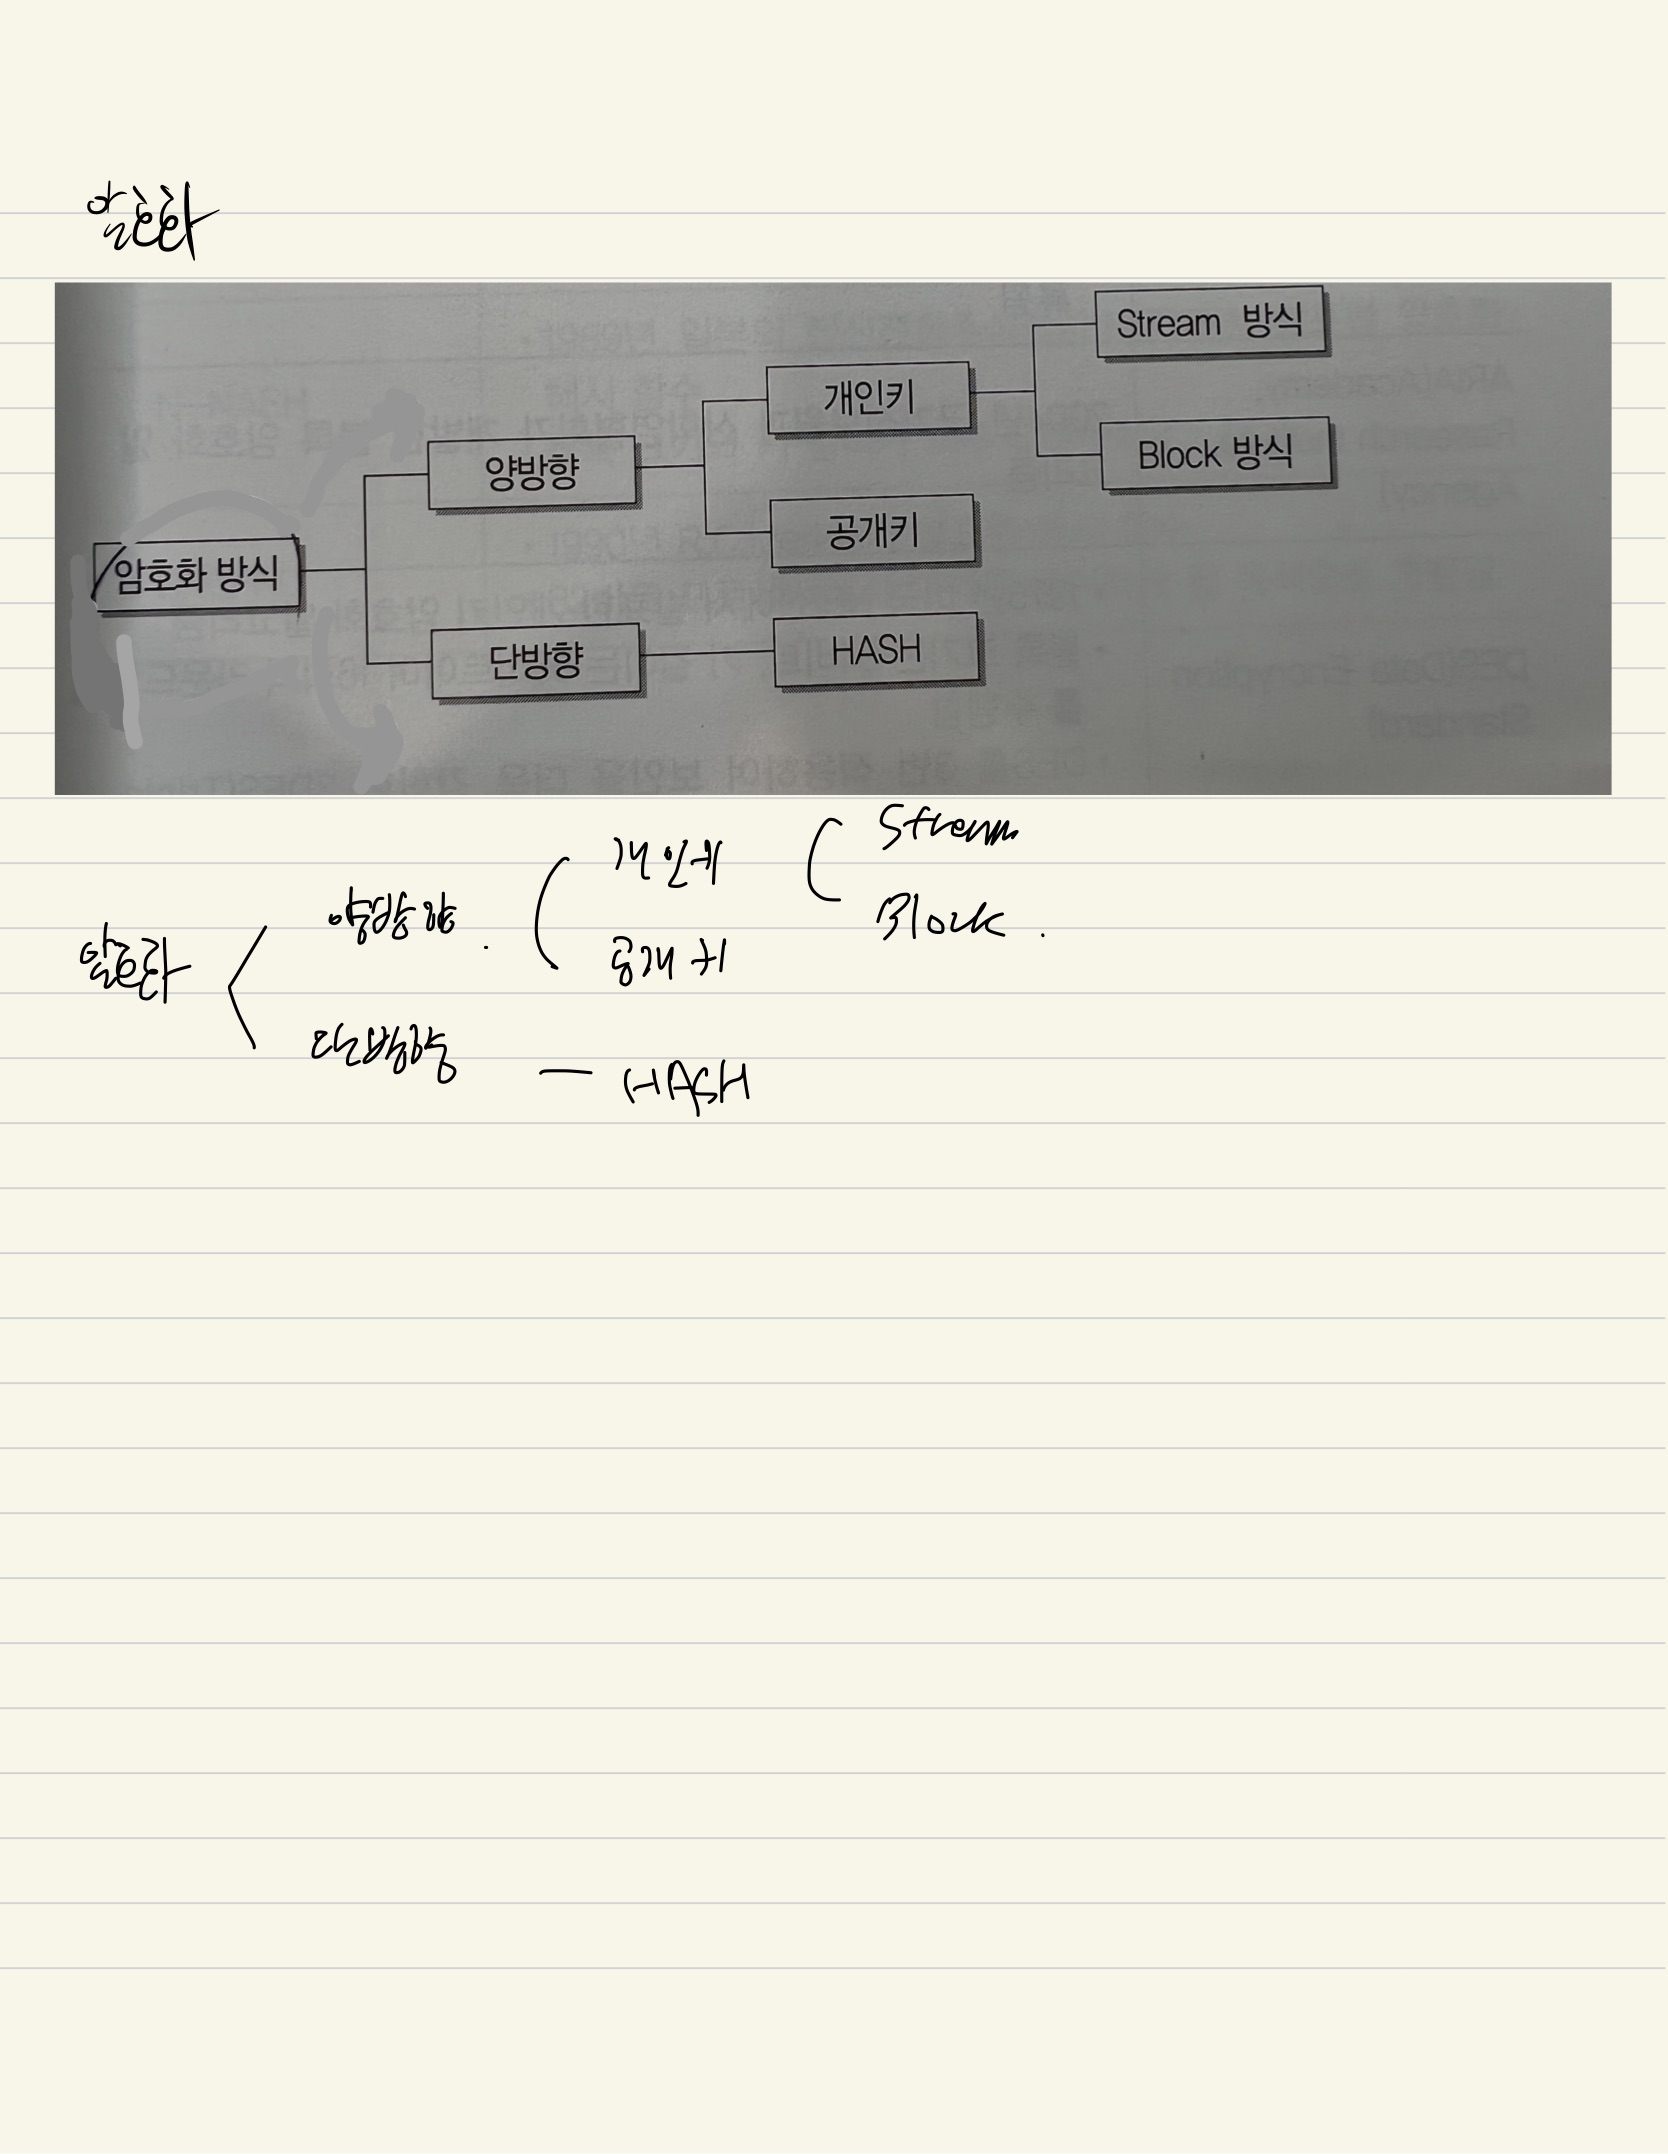 암호화
Stream 방식
개인키
Block 방식
양방향
공개키
암호화 방식
단방향
HASH
Stream
개인키
Block.
양방향.
공개키
암호화
단방향 - HASH